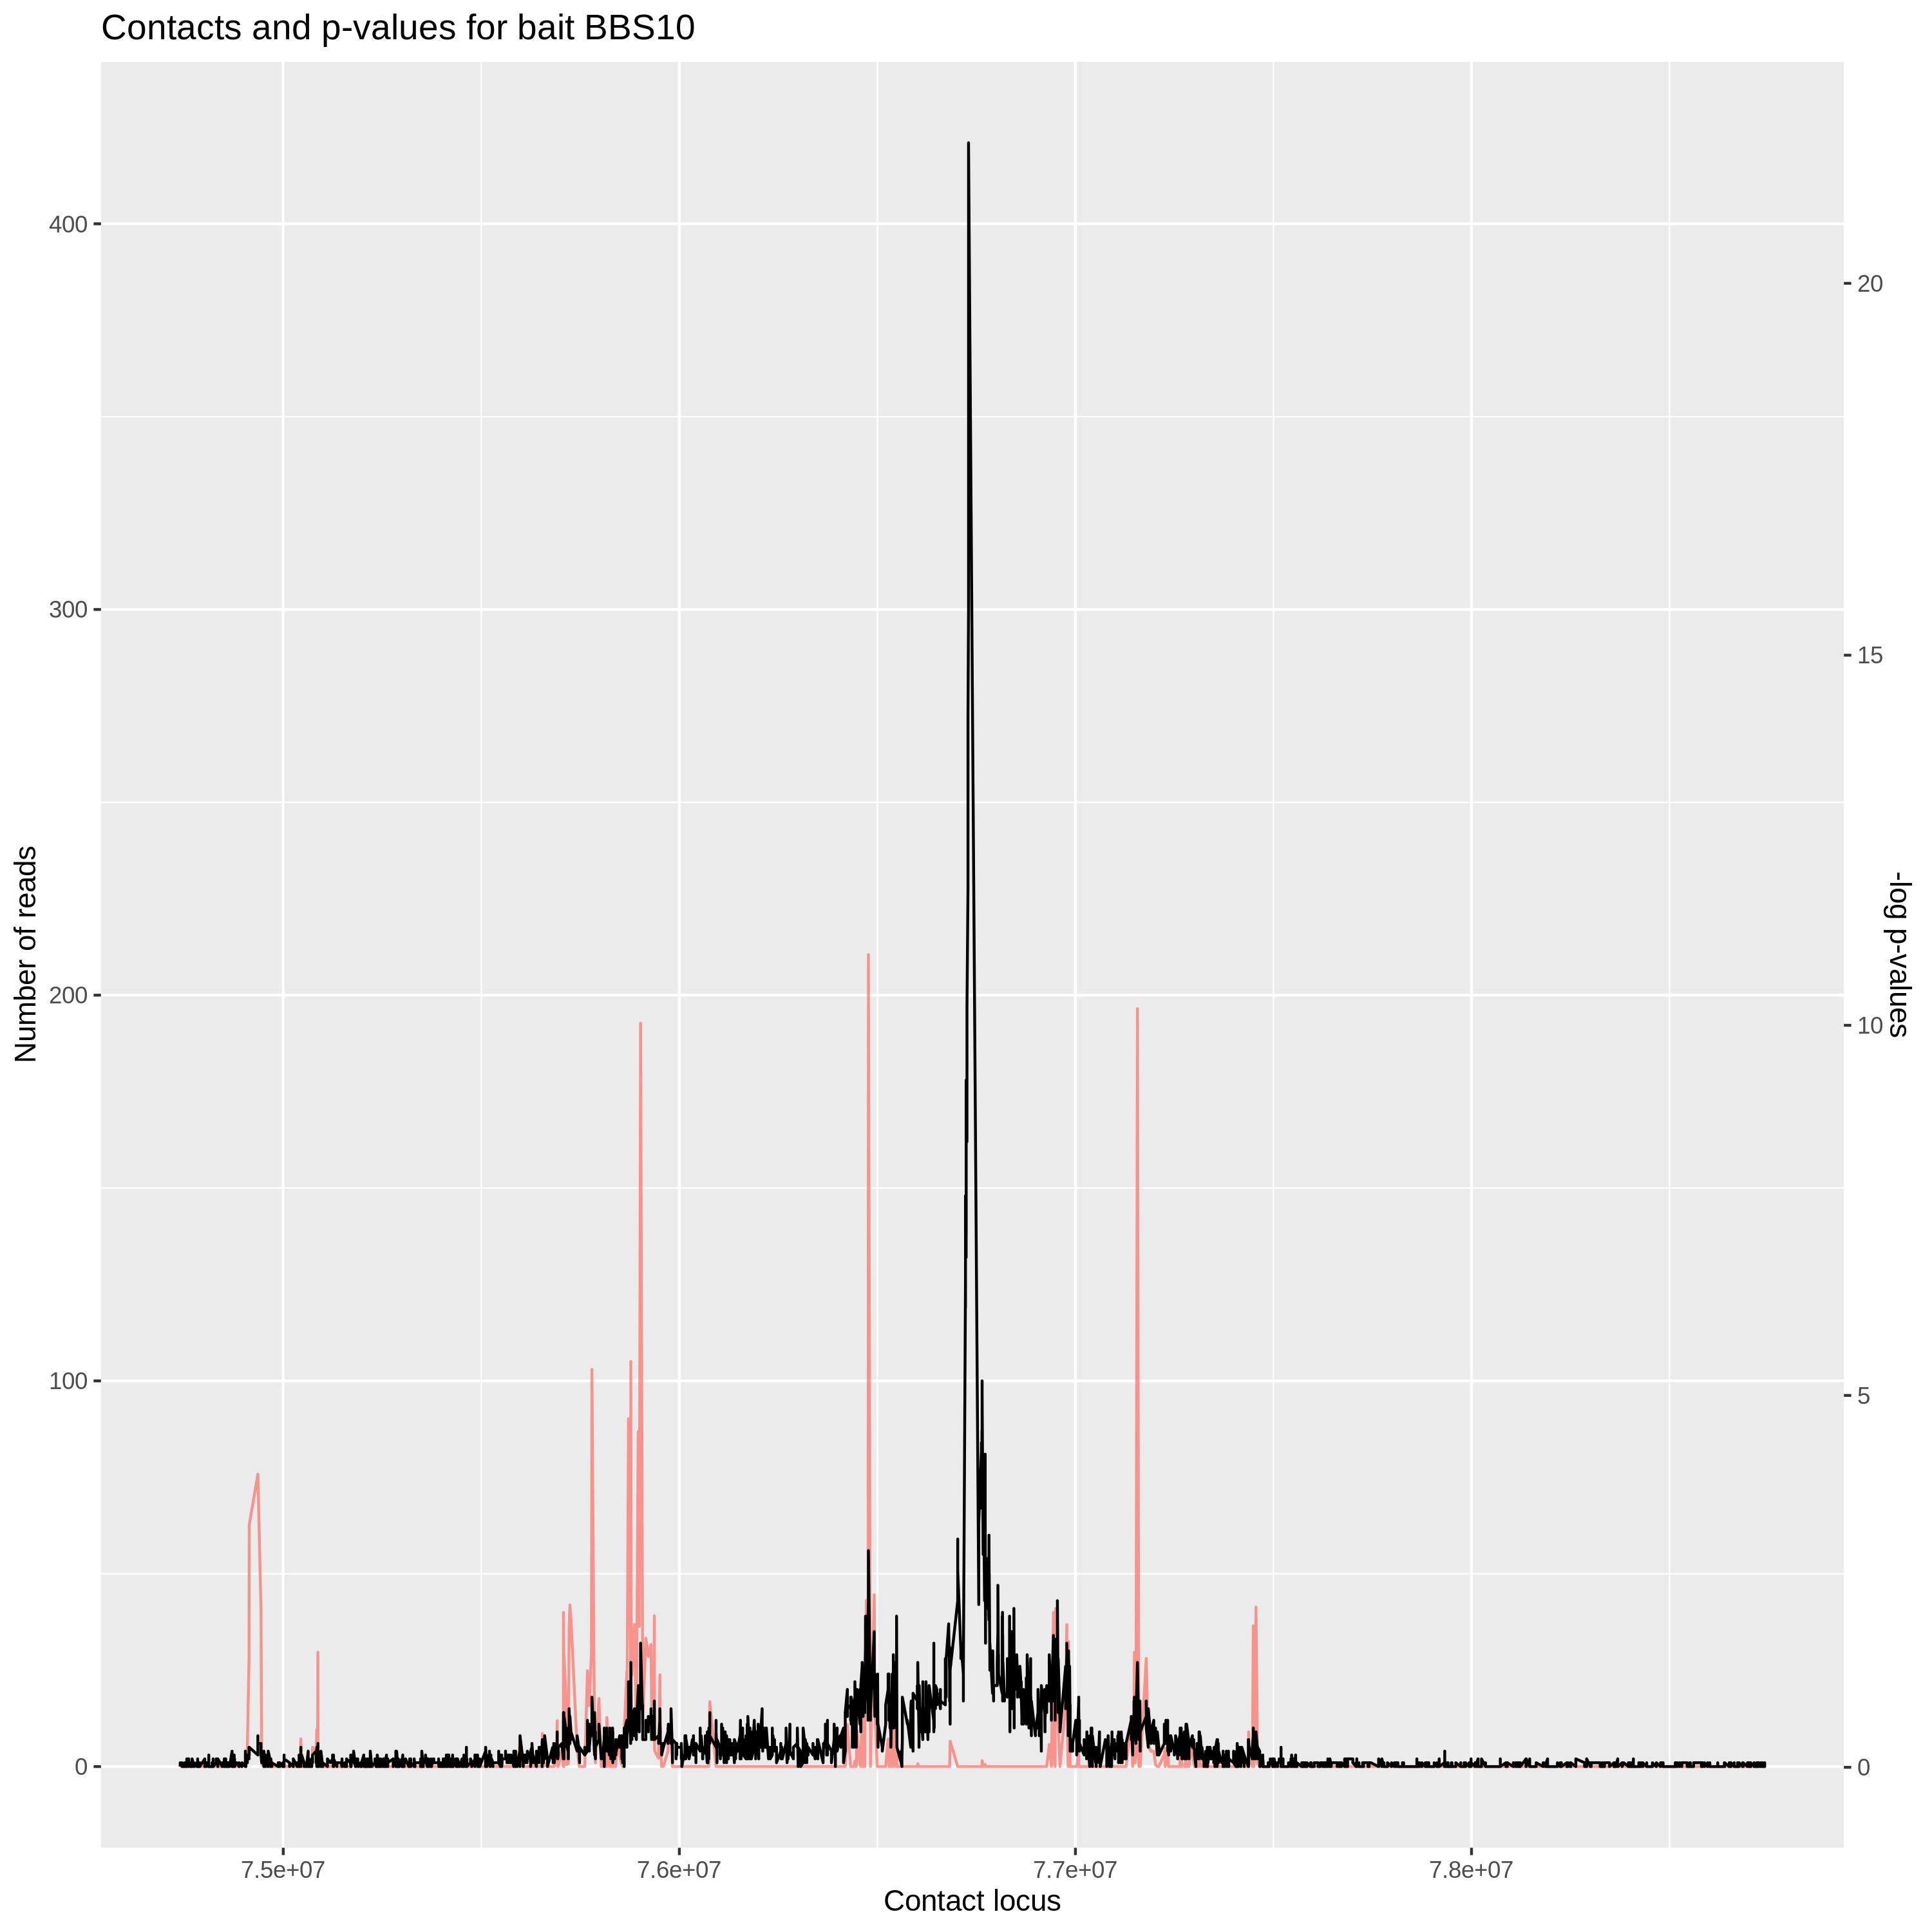 Contacts and p-values for bait BBS10
400
300
200
100
0
Number of reads
20
15
10
5
0
-log p-values
7.5e+07
7.6e+07
7.7e+07
7.8e+07
Contact locus